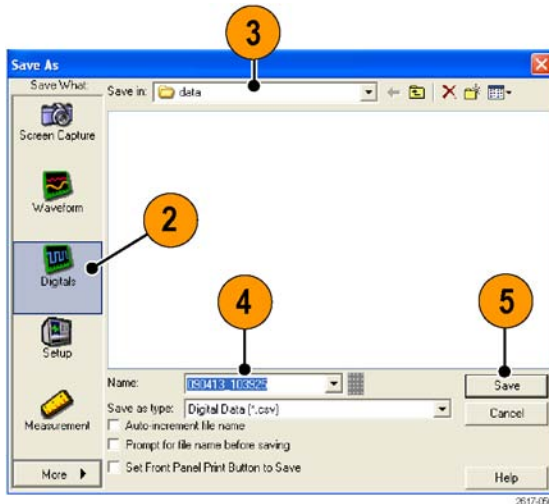 3
Save As
Save What:
Save in: data
Screen Capture
Waveform
2
Digitals
4
5
Setup
Name: 090413_103925
Save
Save as type: Digital Data (*.csv)
Cancel
Measurement
Auto-increment file name
Prompt for file name before saving
More
Set Front Panel Print Button to Save
Help